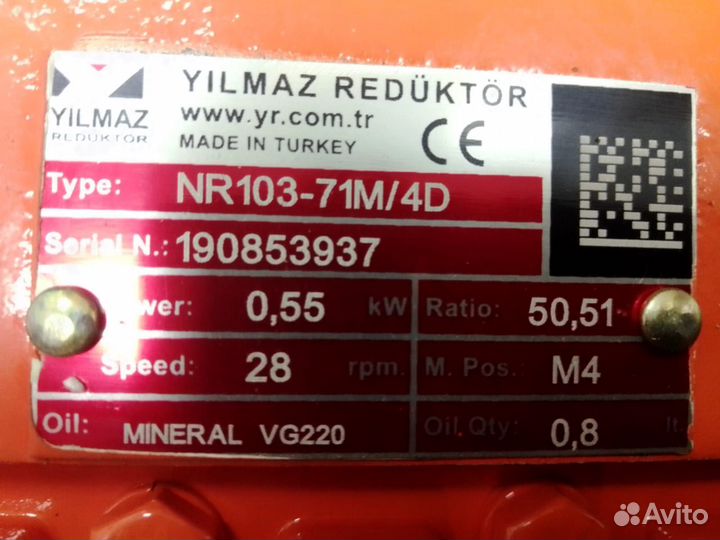 YILMAZ REDÜKTÖR
YILMAZ
REDÜKTÖR
www.yr.com.tr
MADE IN TURKEY
CE
Type: NR103-71M/4D
Serial N.: 190853937
wer: 0,55 kW Ratio: 50,51
Speed: 28 rpm. M. Pos.: M4
Oil: MINERAL VG220 Oil Qty: 0,8 lt.
Avito